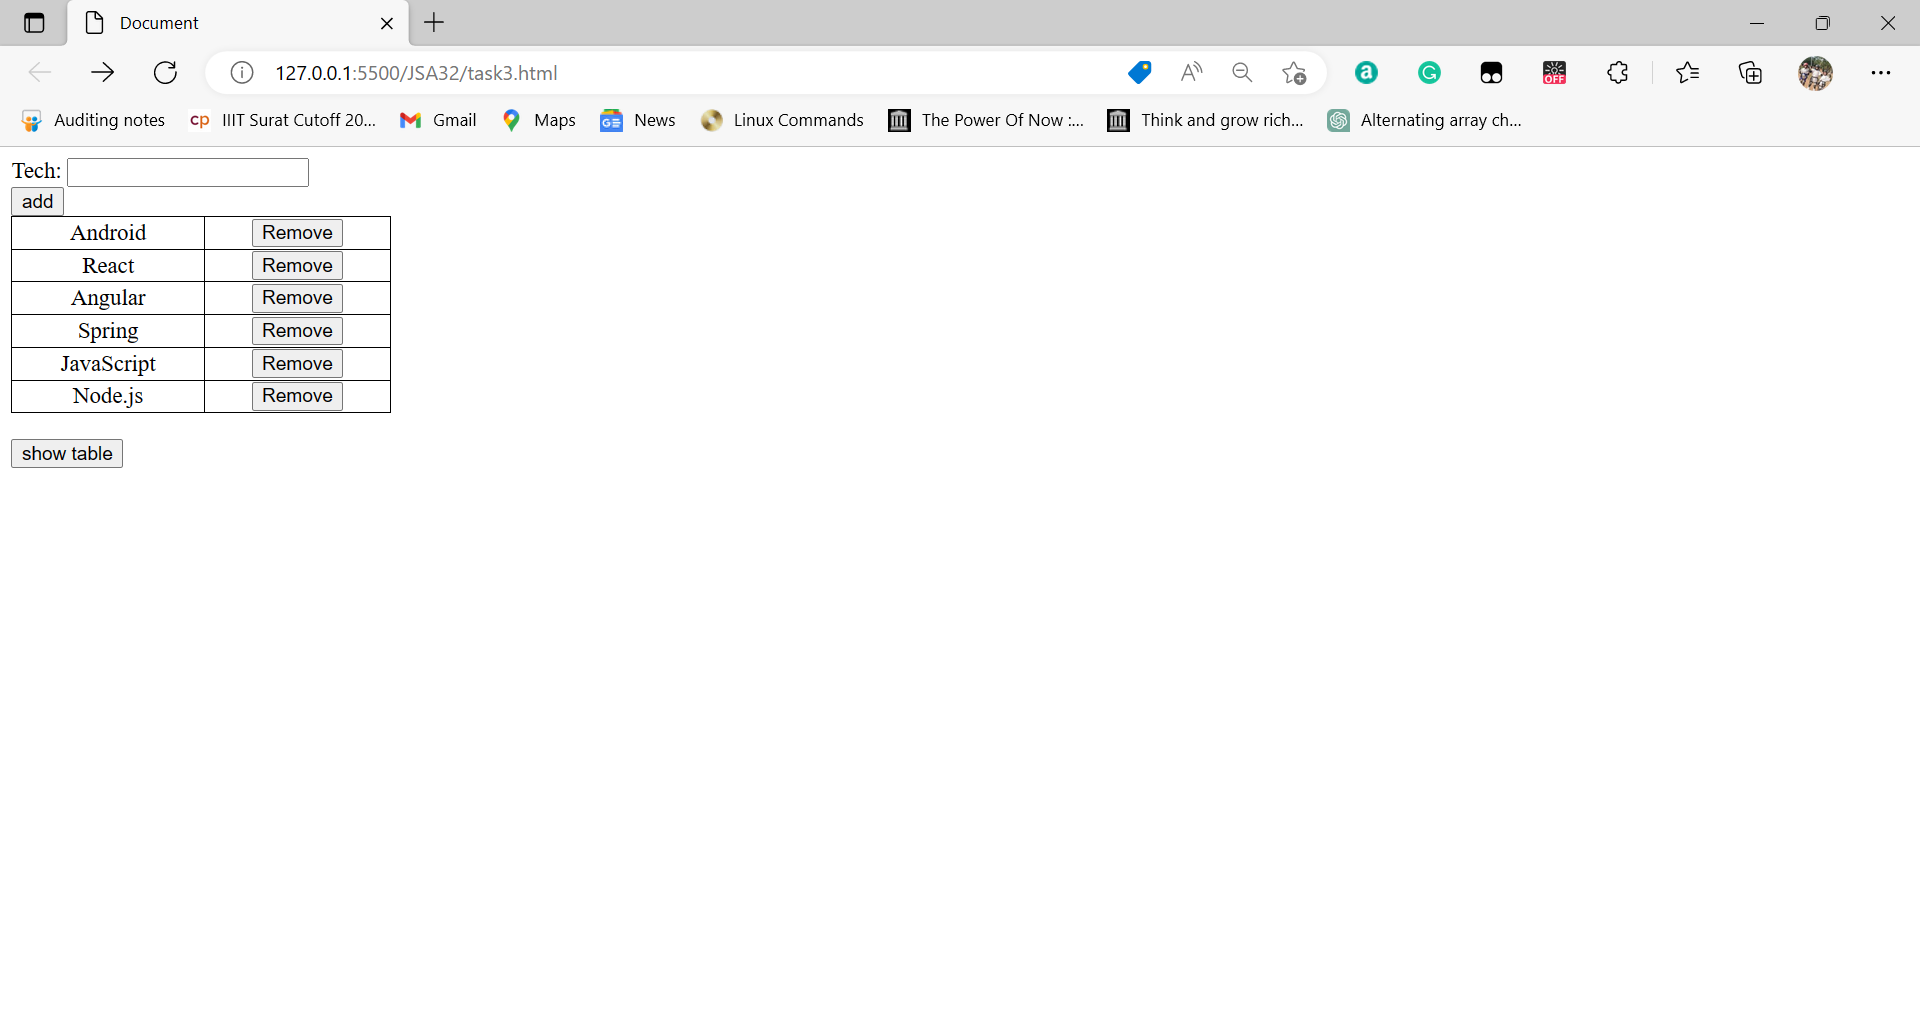 Document
127.0.0.1:5500/JSA32/task3.html
A
a
G
OFF
Auditing notes
cp IIIT Surat Cutoff 20...
Gmail
Maps
GE News
Linux Commands
The Power Of Now :...
Think and grow rich...
Alternating array ch...
Tech:
add
Android Remove
React Remove
Angular Remove
Spring Remove
JavaScript Remove
Node.js Remove
show table